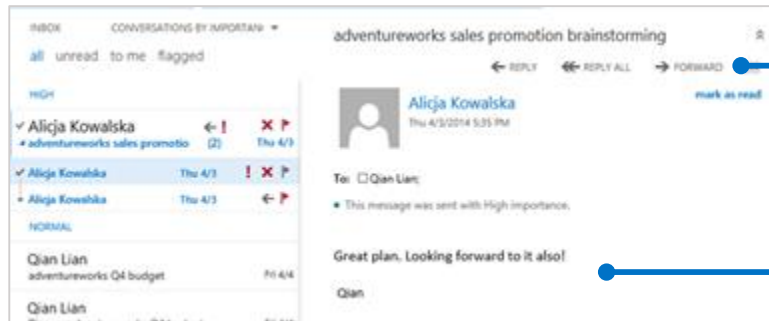 INBOX CONVERSATIONS BY IMPORTANI
all unread to me flagged
HIGH
Alicja Kowalska
adventureworks sales promotio (2) Thu 4/3
Alicja Kowalska Thu 4/3
Alicja Kowalska Thu 4/3
NORMAL
Qian Lian
adventureworks Q4 budget Fri 4/4
Qian Lian
adventureworks sales promotion brainstorming
REPLY REPLY ALL FORWARD
mark as read
Alicja Kowalska
Thu 4/3/2014 5:35 PM
To: Qian Lian;
This message was sent with High importance.
Great plan. Looking forward to it also!
Qian